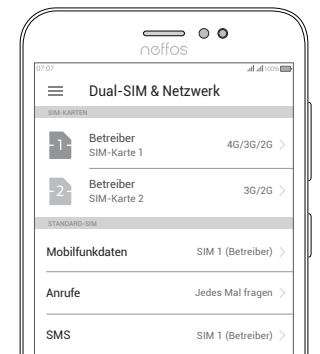 neffos
07:07 100%
Dual-SIM & Netzwerk
SIM-KARTEN
-1- Betreiber
SIM-Karte 1 4G/3G/2G
-2- Betreiber
SIM-Karte 2 3G/2G
STANDARD-SIM
Mobilfunkdaten SIM 1 (Betreiber)
Anrufe Jedes Mal fragen
SMS SIM 1 (Betreiber)